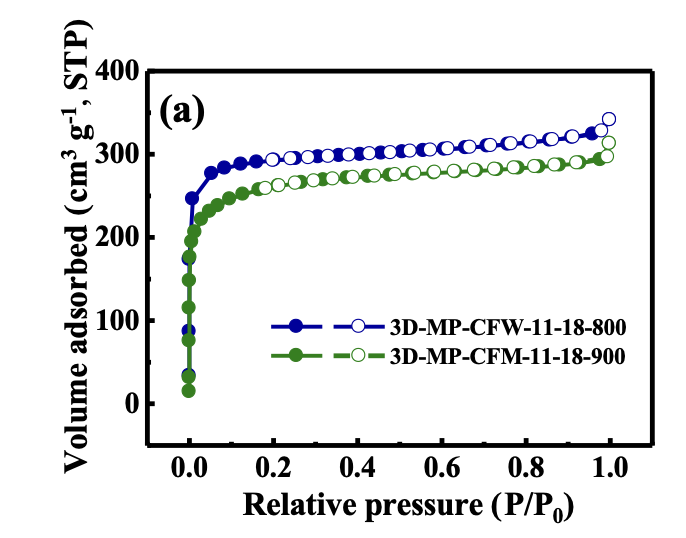 400
300
200
100
0
Volume adsorbed (cm³ g⁻¹, STP)
(a)
3D-MP-CFW-11-18-800
3D-MP-CFM-11-18-900
0.0 0.2 0.4 0.6 0.8 1.0
Relative pressure (P/P₀)